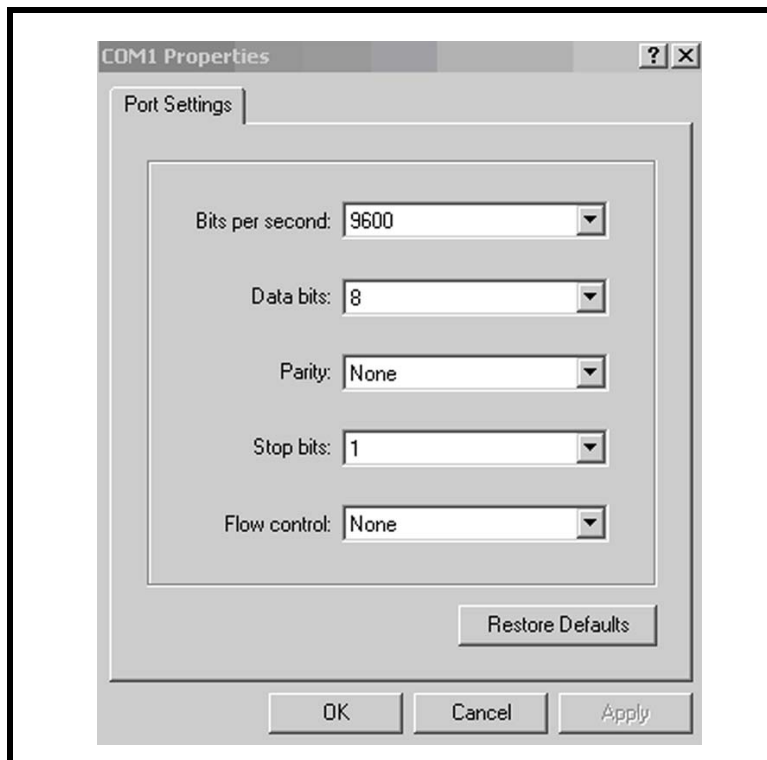 COM1 Properties
?
Port Settings
Bits per second: 9600
Data bits: 8
Parity: None
Stop bits: 1
Flow control: None
Restore Defaults
OK Cancel Apply